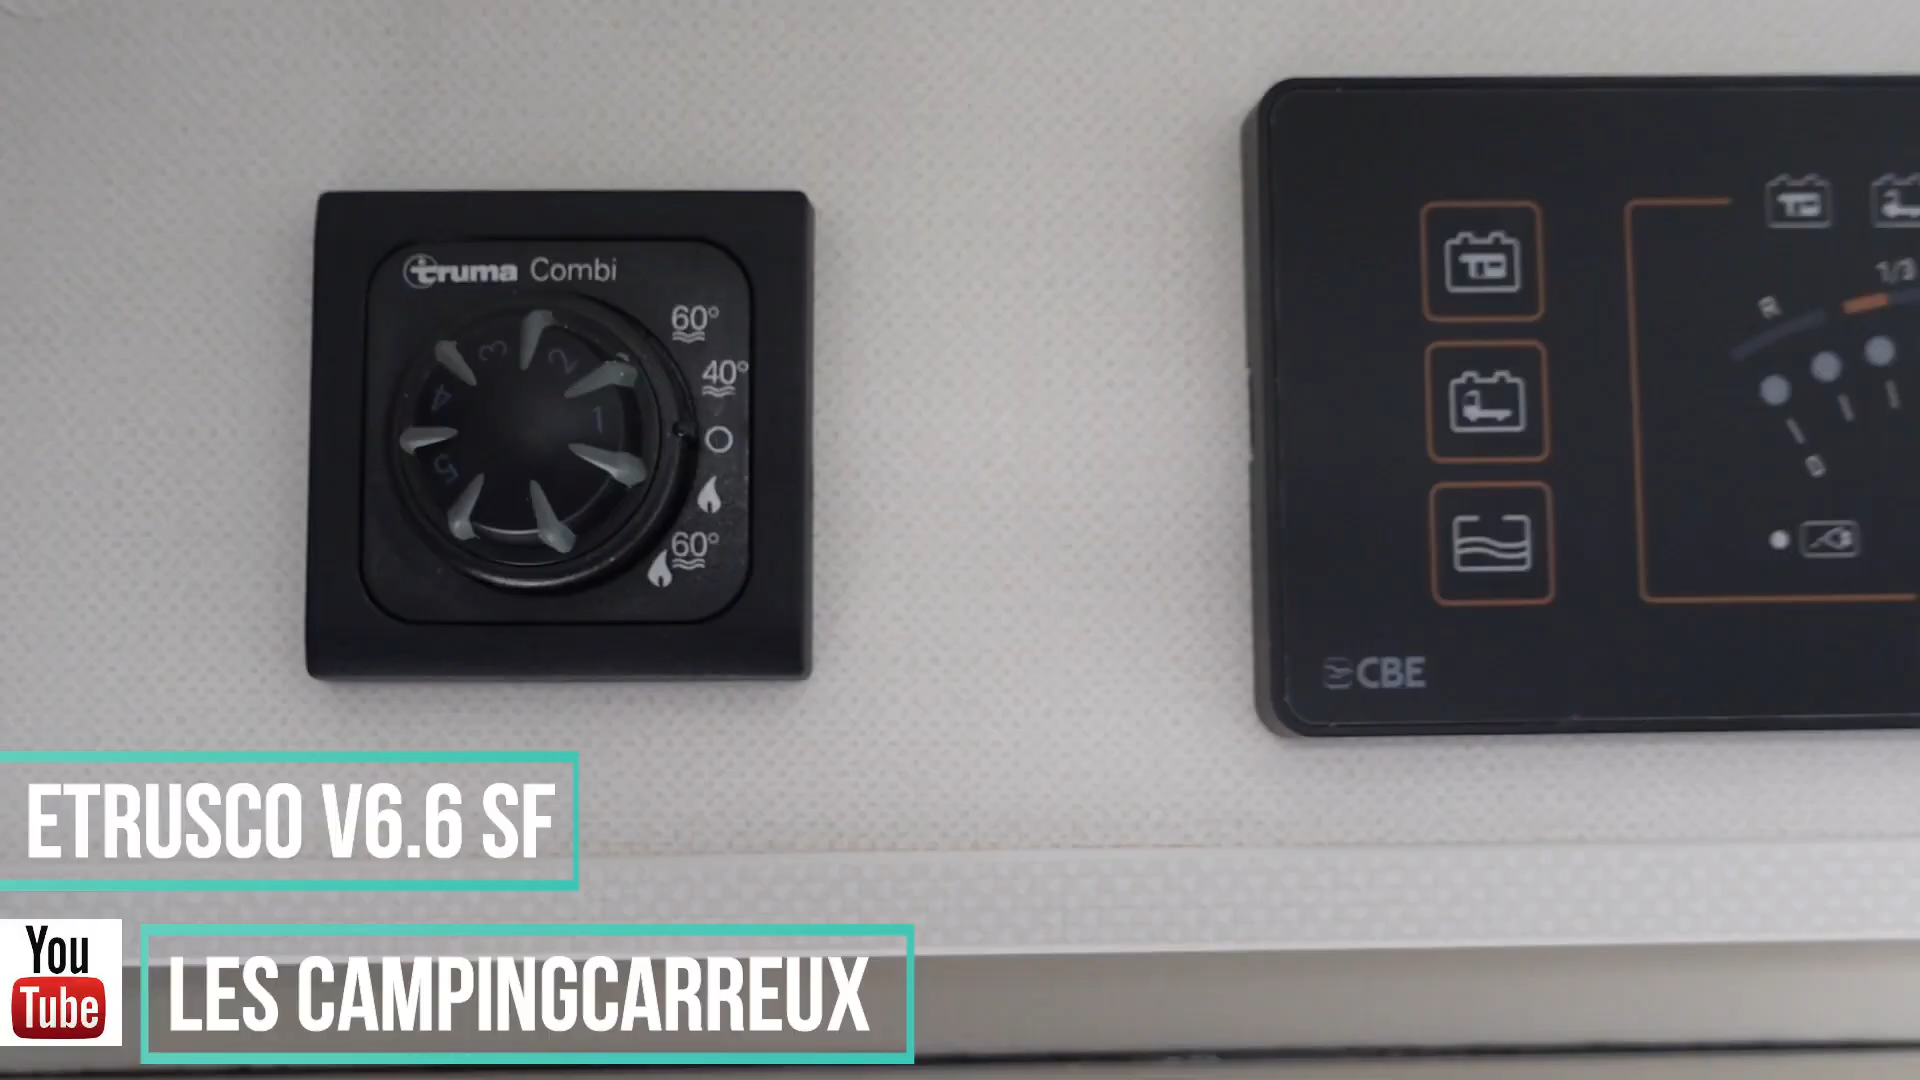 truma Combi
60°
40°
60°
1
2
3
4
5
R
1/3
CBE
ETRUSCO V6.6 SF
You
Tube
LES CAMPINGCARREUX